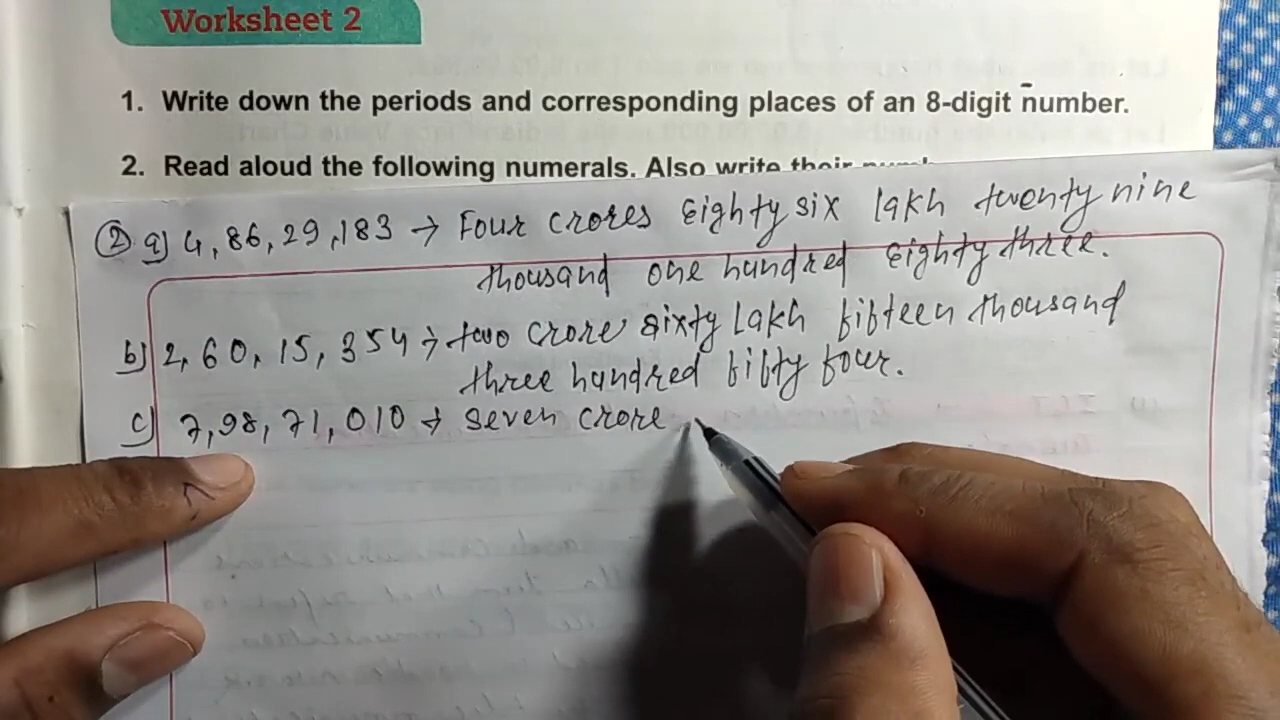 Worksheet 2
1. Write down the periods and corresponding places of an 8-digit number.
2. Read aloud the following numerals. Also write their
② a) 4,86,29,183 → Four crores Eighty six lakh twenty nine
thousand one hundred Eighty three.
b) 2,60,15,354 → two crore sixty lakh fifteen thousand
three hundred fifty four.
c) 7,98,71,010 → seven crore